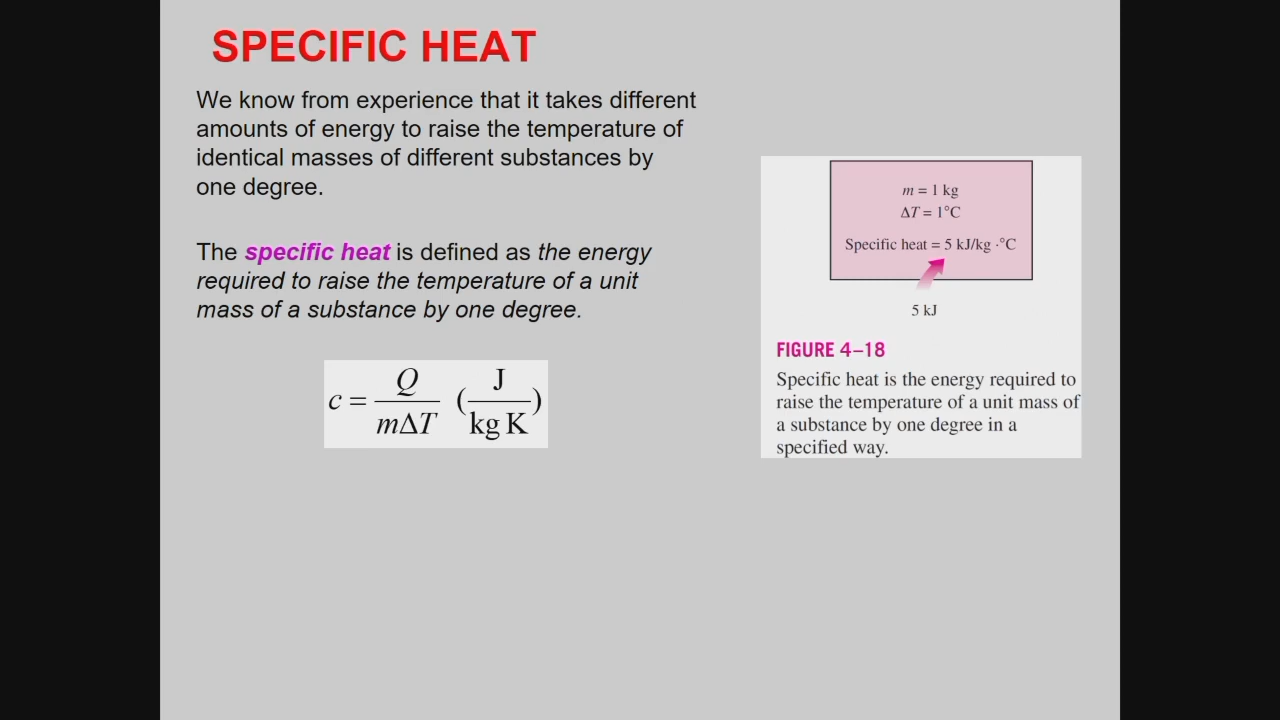 SPECIFIC HEAT
We know from experience that it takes different
amounts of energy to raise the temperature of
identical masses of different substances by
one degree.
The specific heat is defined as the energy
required to raise the temperature of a unit
mass of a substance by one degree.
c = Q / mΔT (J / kg K)
m = 1 kg
ΔT = 1°C
Specific heat = 5 kJ/kg ·°C
5 kJ
FIGURE 4–18
Specific heat is the energy required to
raise the temperature of a unit mass of
a substance by one degree in a
specified way.